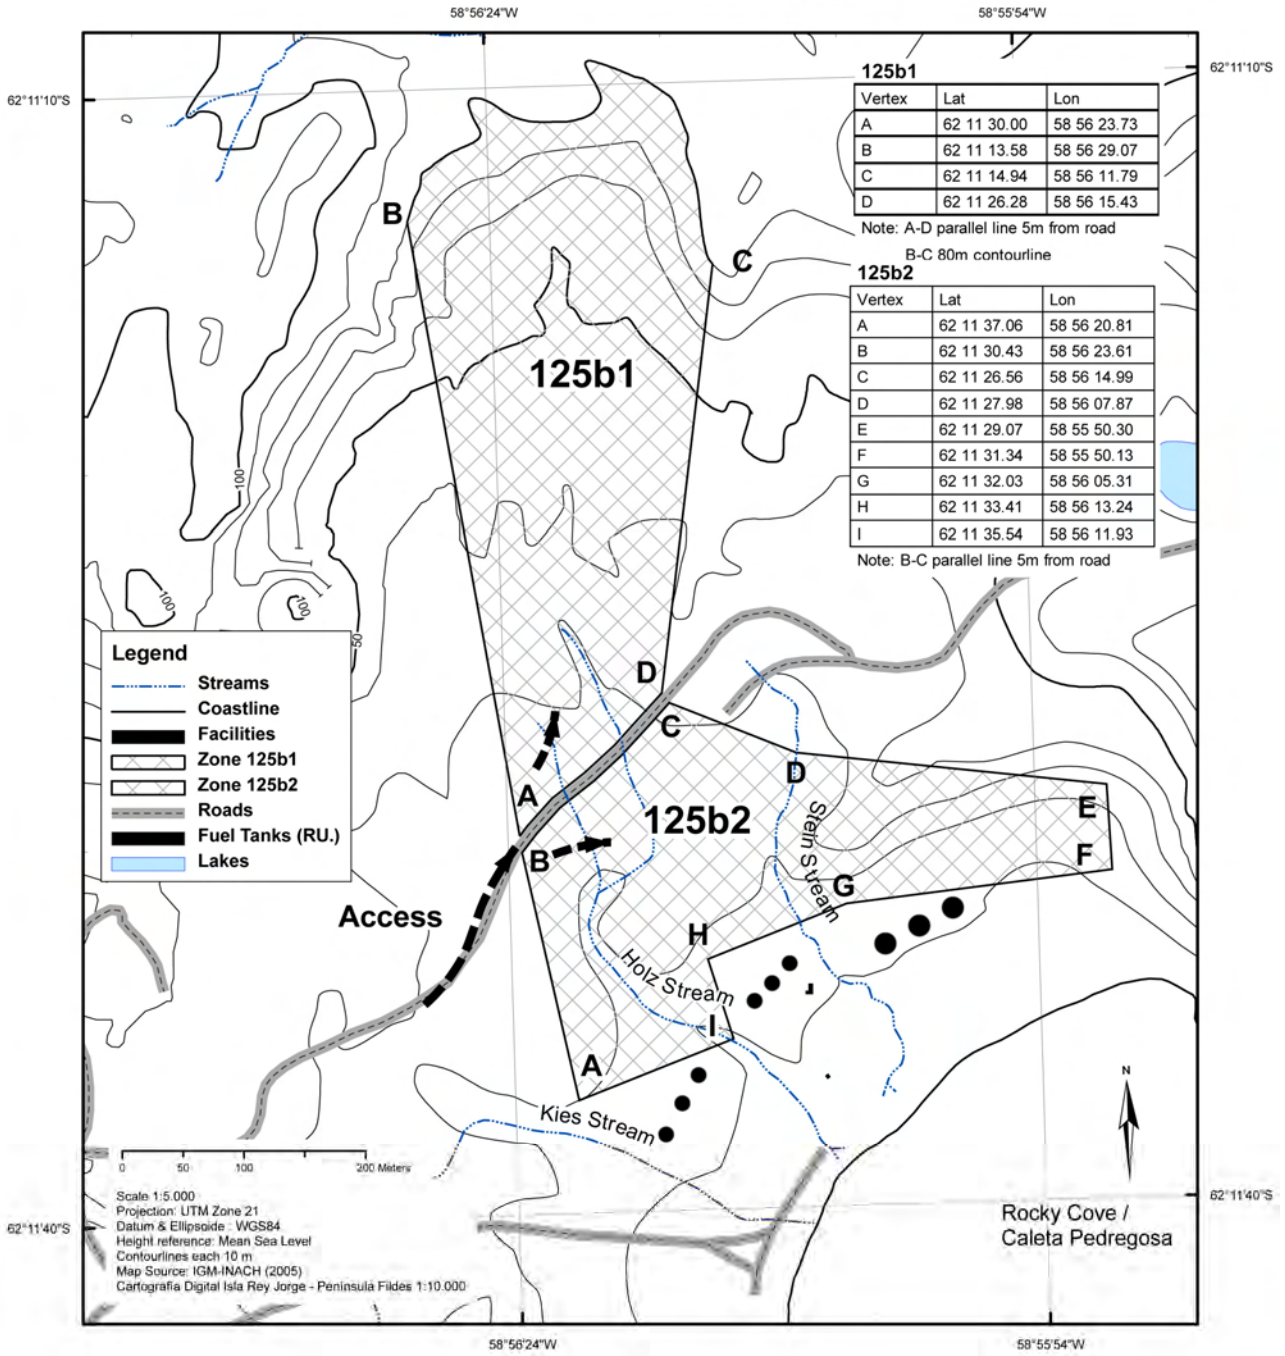 58°56'24"W 58°55'54"W
62°11'10"S 62°11'10"S
125b1
Vertex Lat Lon
A 62 11 30.00 58 56 23.73
B 62 11 13.58 58 56 29.07
C 62 11 14.94 58 56 11.79
D 62 11 26.28 58 56 15.43
Note: A-D parallel line 5m from road
B-C 80m contourline
125b2
Vertex Lat Lon
A 62 11 37.06 58 56 20.81
B 62 11 30.43 58 56 23.61
C 62 11 26.56 58 56 14.99
D 62 11 27.98 58 56 07.87
E 62 11 29.07 58 55 50.30
F 62 11 31.34 58 55 50.13
G 62 11 32.03 58 56 05.31
H 62 11 33.41 58 56 13.24
I 62 11 35.54 58 56 11.93
Note: B-C parallel line 5m from road
B
C
125b1
100
100
100
50
D
A
Legend
Streams
Coastline
Facilities
Zone 125b1
Zone 125b2
Roads
Fuel Tanks (RU.)
Lakes
C
D
125b2
E
B
F
G
Stein Stream
Access
H
Holz Stream
I
A
Kies Stream
N
0 50 100 200 Meters
Scale 1:5.000
Projection: UTM Zone 21
Datum & Ellipsoide : WGS84
Height reference: Mean Sea Level
Contourlines each 10 m
Map Source: IGM-INACH (2005)
Cartografia Digital Isla Rey Jorge - Peninsula Fildes 1:10.000
Rocky Cove /
Caleta Pedregosa
62°11'40"S 62°11'40"S
58°56'24"W 58°55'54"W